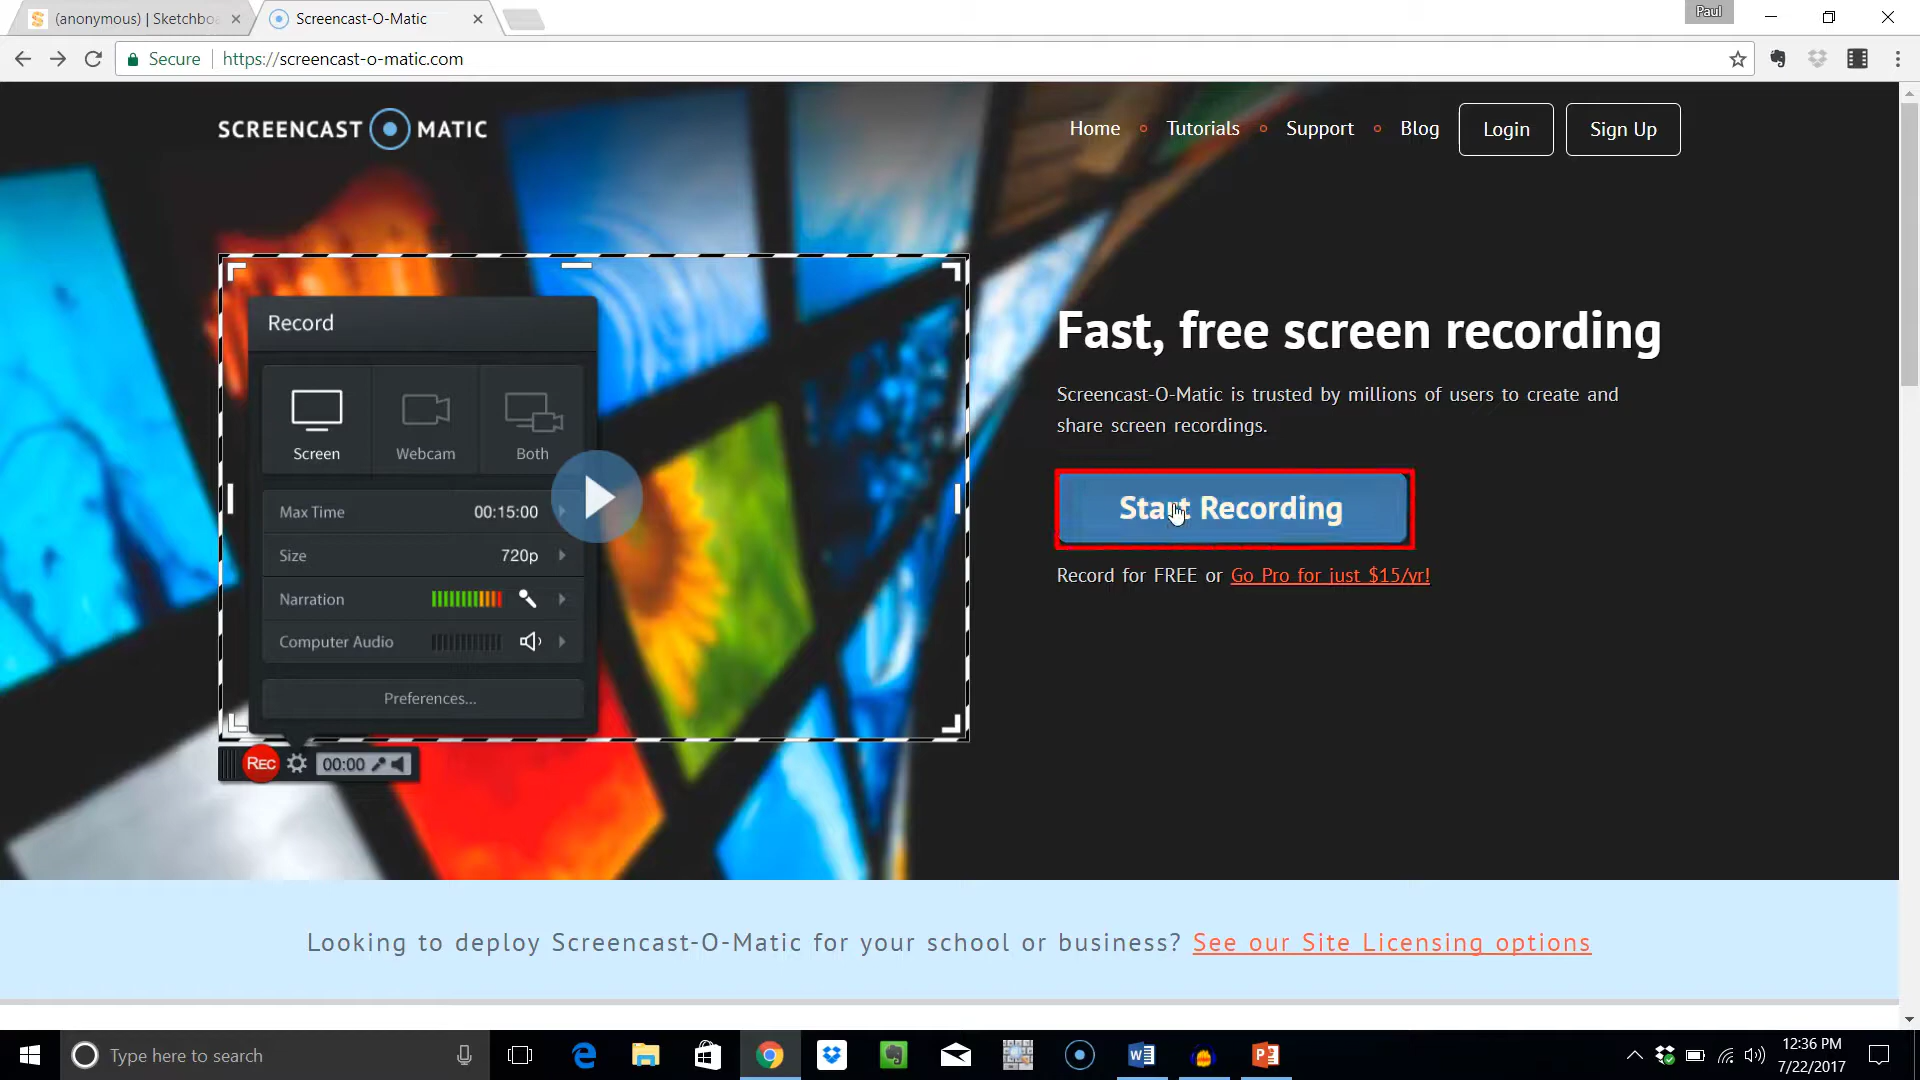 (anonymous) | Sketchbo
Screencast-O-Matic
Paul
Secure
https://screencast-o-matic.com
SCREENCAST MATIC
Home
Tutorials
Support
Blog
Login
Sign Up
Record
Screen
Webcam
Both
Max Time 00:15:00
Size 720p
Narration
Computer Audio
Preferences...
REC
00:00
Fast, free screen recording
Screencast-O-Matic is trusted by millions of users to create and
share screen recordings.
Start Recording
Record for FREE or Go Pro for just $15/yr!
Looking to deploy Screencast-O-Matic for your school or business? See our Site Licensing options
Type here to search
12:36 PM
7/22/2017